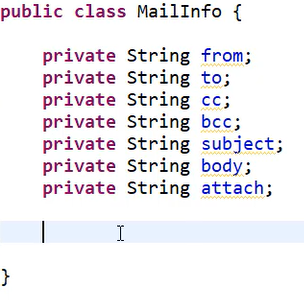 public class MailInfo {
private String from;
private String to;
private String cc;
private String bcc;
private String subject;
private String body;
private String attach;
}